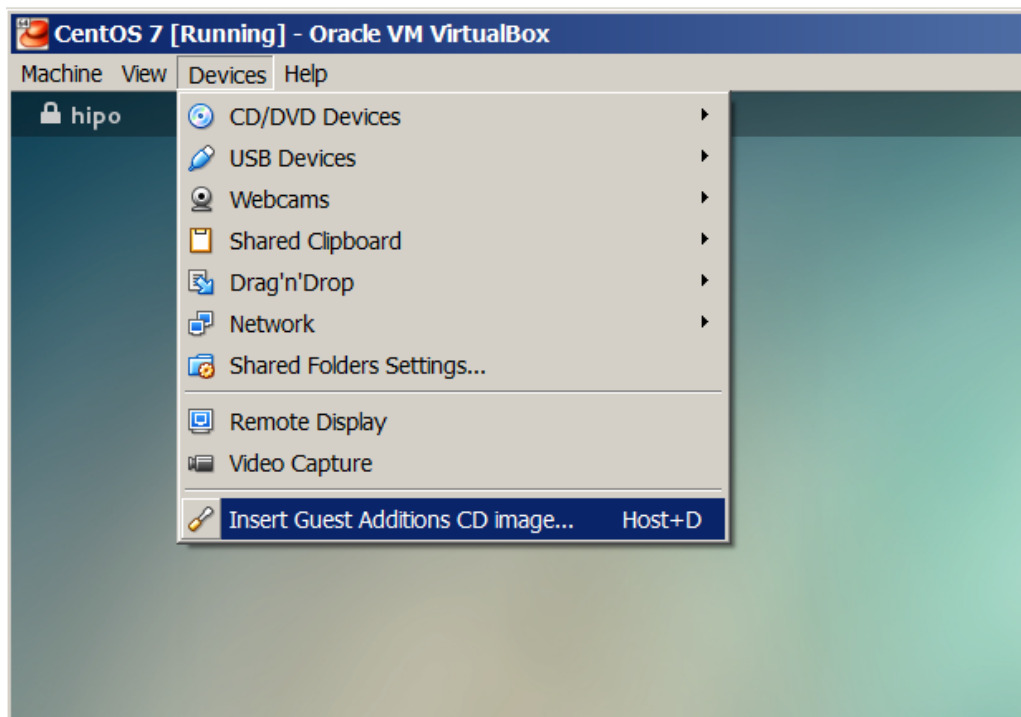 CentOS 7 [Running] - Oracle VM VirtualBox
Machine View Devices Help
hipo
CD/DVD Devices
USB Devices
Webcams
Shared Clipboard
Drag'n'Drop
Network
Shared Folders Settings...
Remote Display
Video Capture
Insert Guest Additions CD image... Host+D